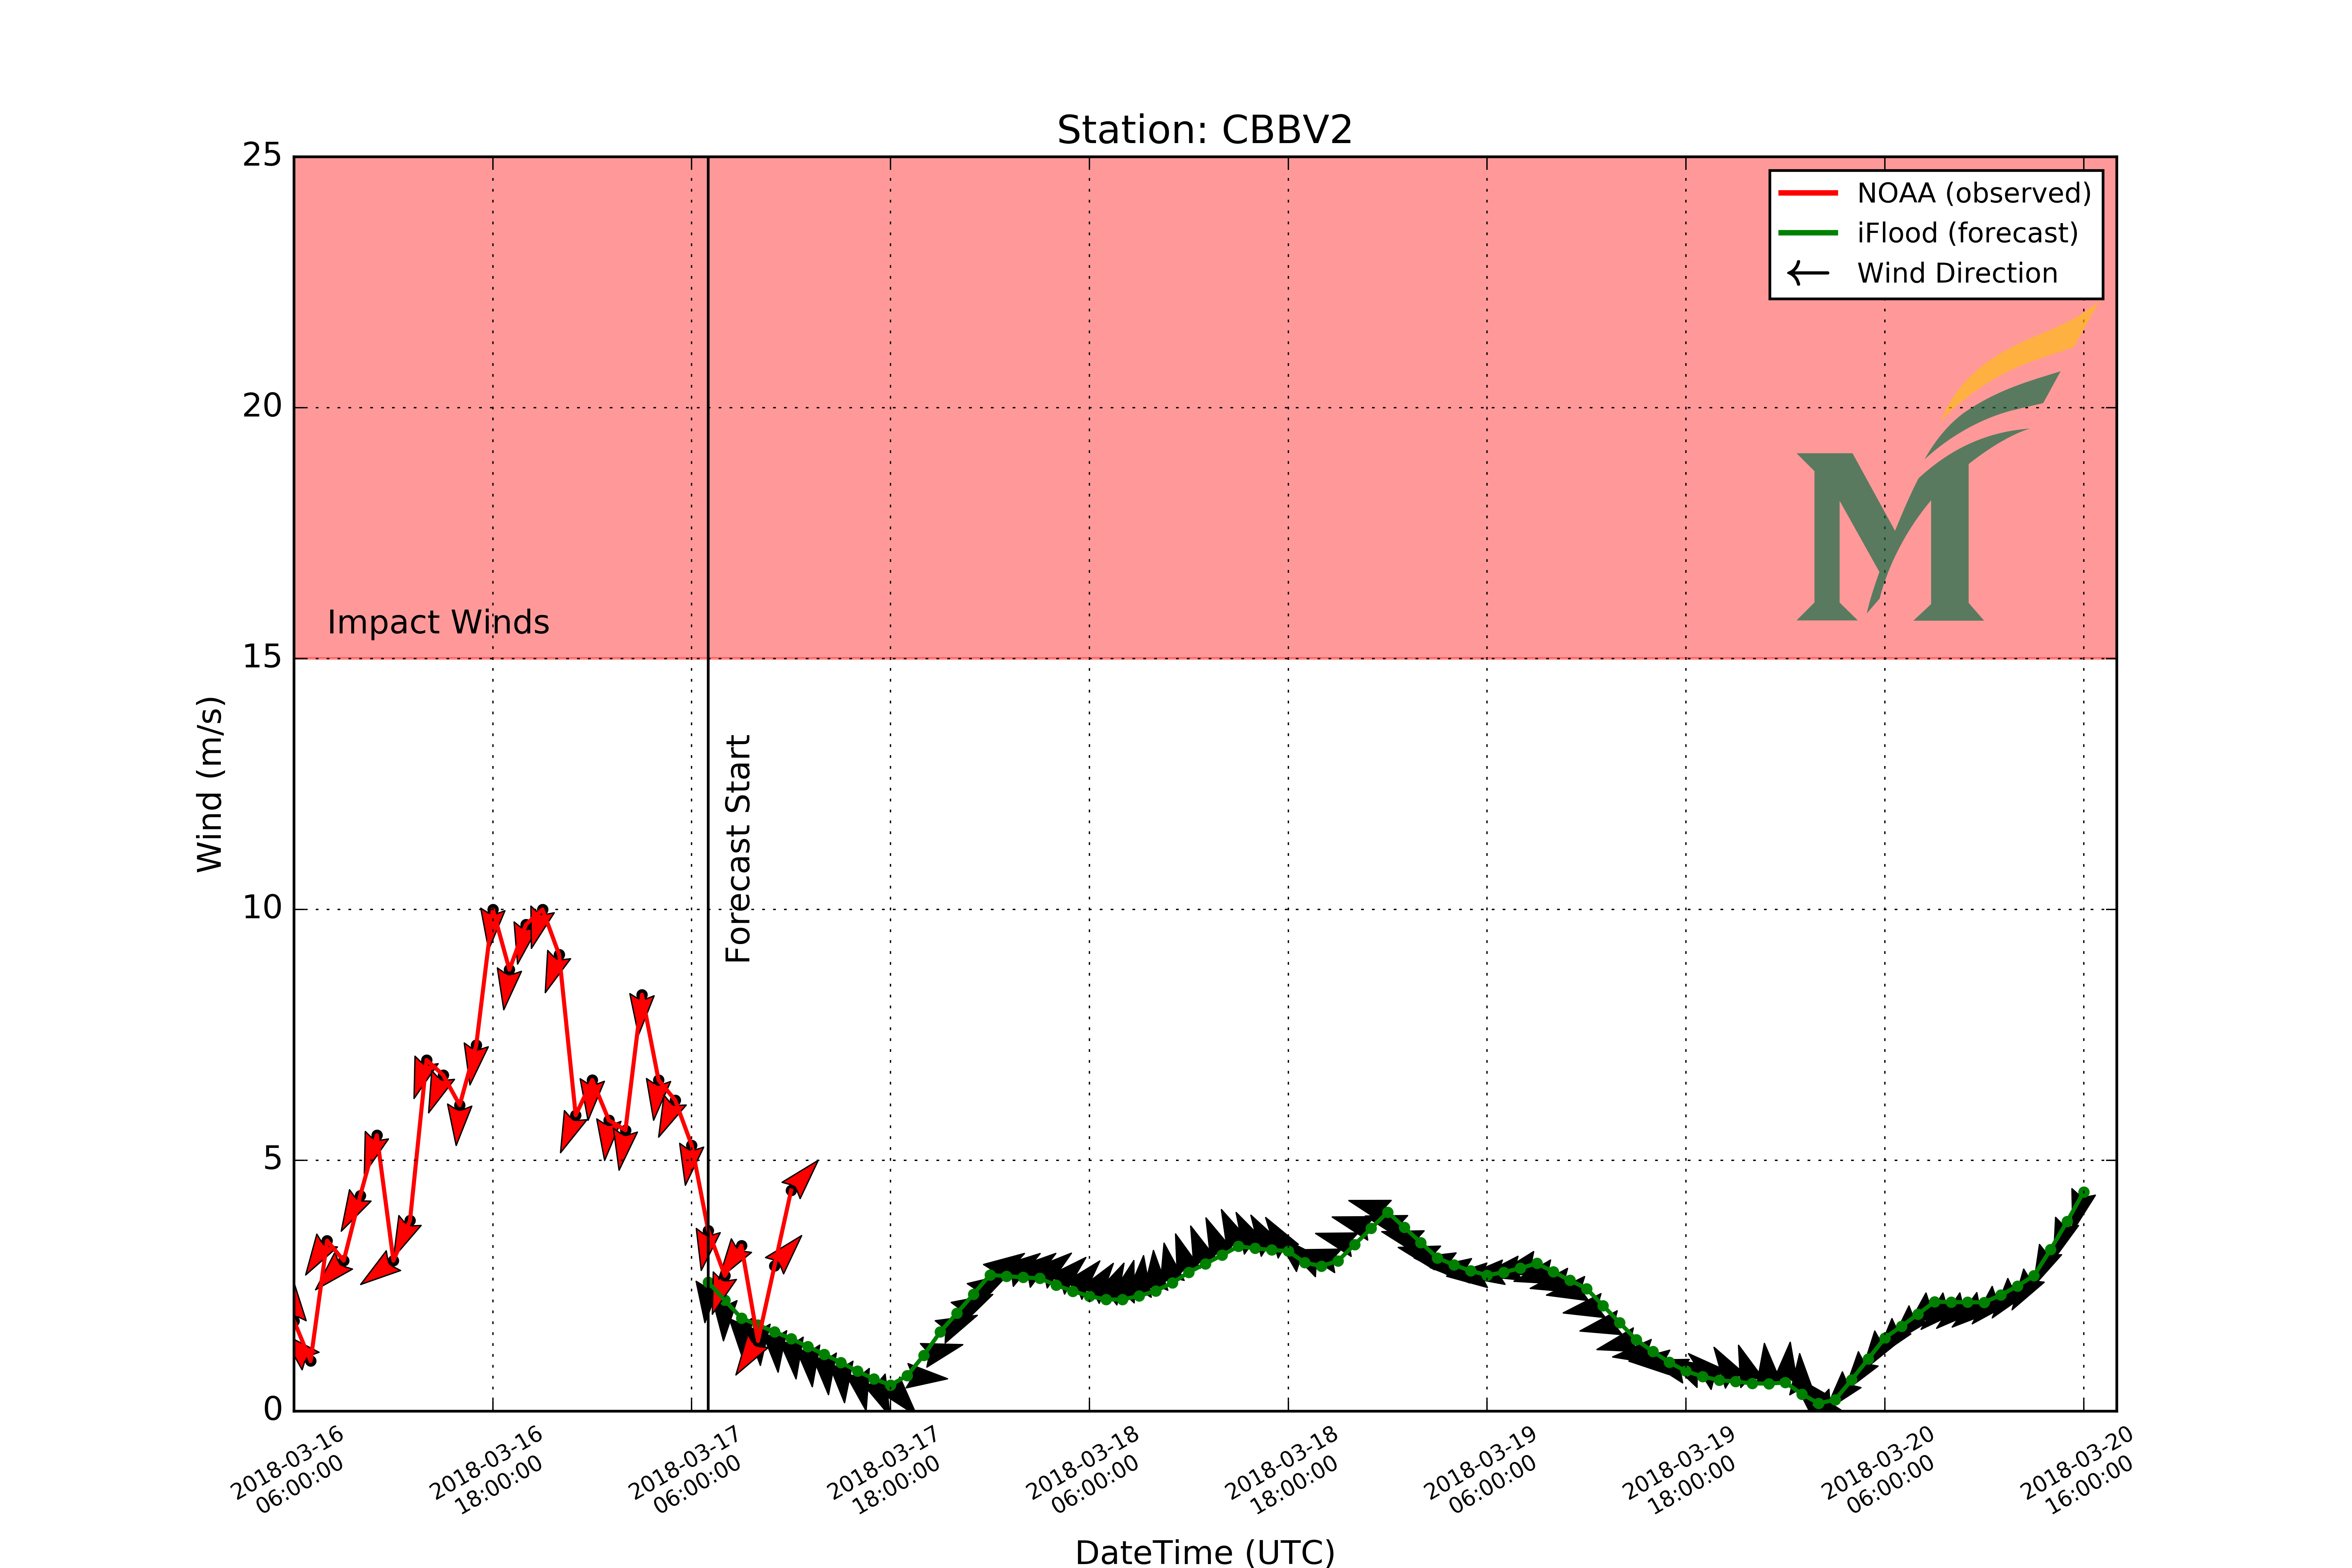 Station: CBBV2
25
20
15
10
5
0
Wind (m/s)
NOAA (observed)
iFlood (forecast)
Wind Direction
M
Impact Winds
Forecast Start
2018-03-16
06:00:00
2018-03-16
18:00:00
2018-03-17
06:00:00
2018-03-17
18:00:00
2018-03-18
06:00:00
2018-03-18
18:00:00
2018-03-19
06:00:00
2018-03-19
18:00:00
2018-03-20
06:00:00
2018-03-20
16:00:00
DateTime (UTC)